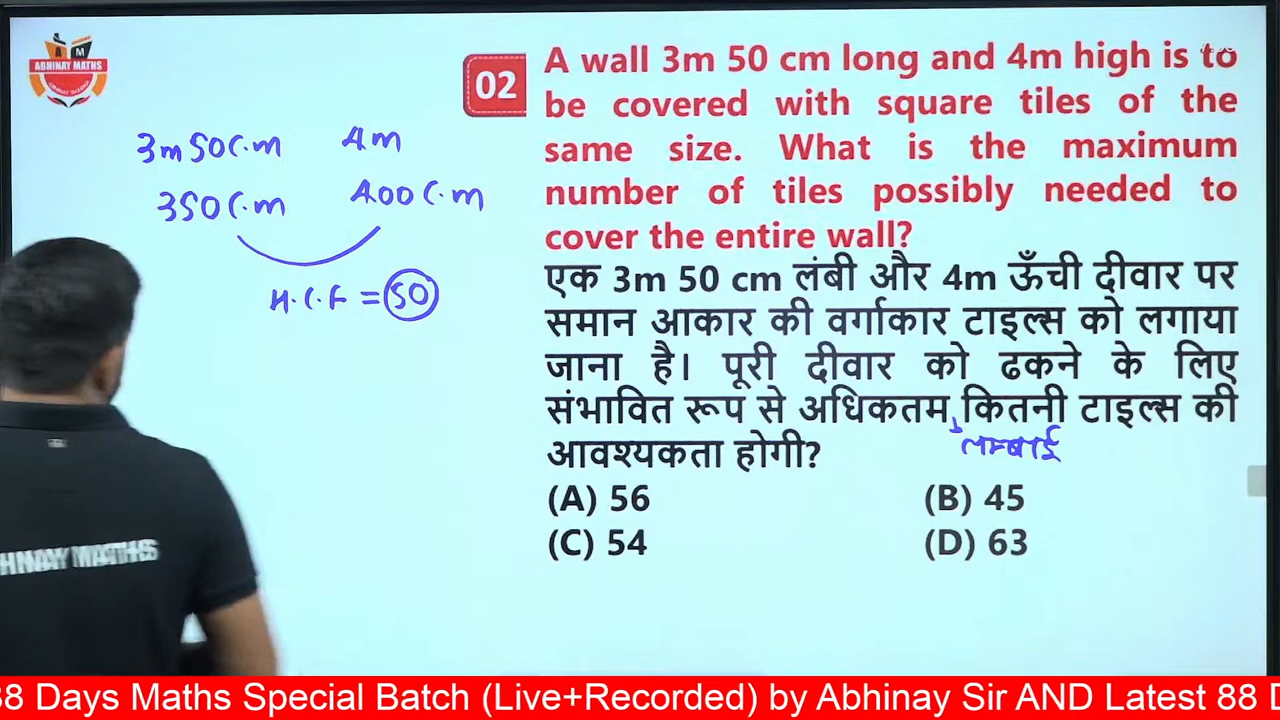 ABHINAY MATHS
02
A wall 3m 50 cm long and 4m high is to
be covered with square tiles of the
same size. What is the maximum
number of tiles possibly needed to
cover the entire wall?
3m 50C.m 4m
350C.m 400C.m
H.C.F = 50
एक 3m 50 cm लंबी और 4m ऊँची दीवार पर
समान आकार की वर्गाकार टाइल्स को लगाया
जाना है। पूरी दीवार को ढकने के लिए
संभावित रूप से अधिकतम कितनी टाइल्स की
लम्बाई
आवश्यकता होगी?
(A) 56 (B) 45
(C) 54 (D) 63
HNAY MATHS
38 Days Maths Special Batch (Live+Recorded) by Abhinay Sir AND Latest 88 D